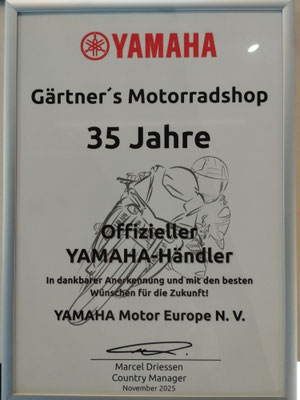 YAMAHA
Gärtner´s Motorradshop
35 Jahre
Offizieller
YAMAHA-Händler
In dankbarer Anerkennung und mit den besten
Wünschen für die Zukunft!
YAMAHA Motor Europe N. V.
Marcel Driessen
Country Manager
November 2025